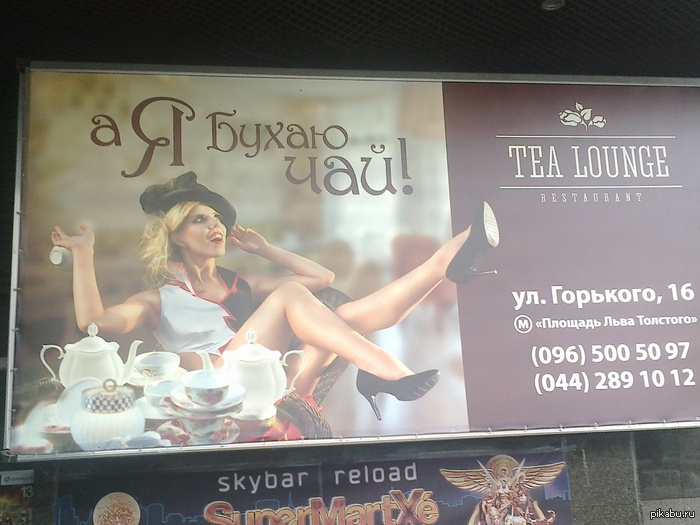 а Я Бухаю
чай!
TEA LOUNGE
RESTAURANT
ул. Горького, 16
М «Площадь Льва Толстого»
(096) 500 50 97
(044) 289 10 12
skybar reload
SuperMartXé
pikabu.ru